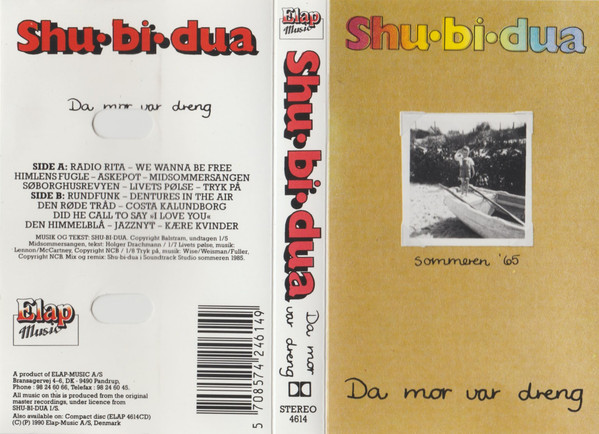 Shu·bi·dua
Da mor var dreng
SIDE A: RADIO RITA – WE WANNA BE FREE
HIMLENS FUGLE – ASKEPOT – MIDSOMMERSANGEN
SØBORGHUSREVYEN – LIVETS PØLSE – TRYK PÅ
SIDE B: RUNDFUNK – DENTURES IN THE AIR
DEN RØDE TRÅD – COSTA KALUNDBORG
DID HE CALL TO SAY »I LOVE YOU«
DEN HIMMELBLÅ – JAZZNYT – KÆRE KVINDER
MUSIK OG TEKST: SHU-BI-DUA. Copyright Balstram, undtagen 1/5
Midsommersangen, tekst: Holger Drachmann / 1/7 Livets pølse, musik:
Lennon/McCartney, Copyright NCB / 1/8 Tryk på, musik: Wine/Weisman/Fuller,
Copyright NCB. Mix og remix: Shu-bi-dua i Soundtrack Studio sommeren 1985.
Elap
Music
A product of ELAP-MUSIC A/S
Bransagervej 4-6, DK - 9490 Pandrup,
Phone: 98 24 60 66, Telefax: 98 24 60 45.
All music on this is produced from the original
master recordings, under licence from
SHU-BI-DUA I/S.
Also available on: Compact disc (ELAP 4614CD)
(C) (P) 1990 Elap-Music A/S, Denmark
5 708574 246149
Elap
Music
Shu·bi·dua
Da mor
var dreng
STEREO
4614
Shu·bi·dua
sommeren '65
Da mor var dreng